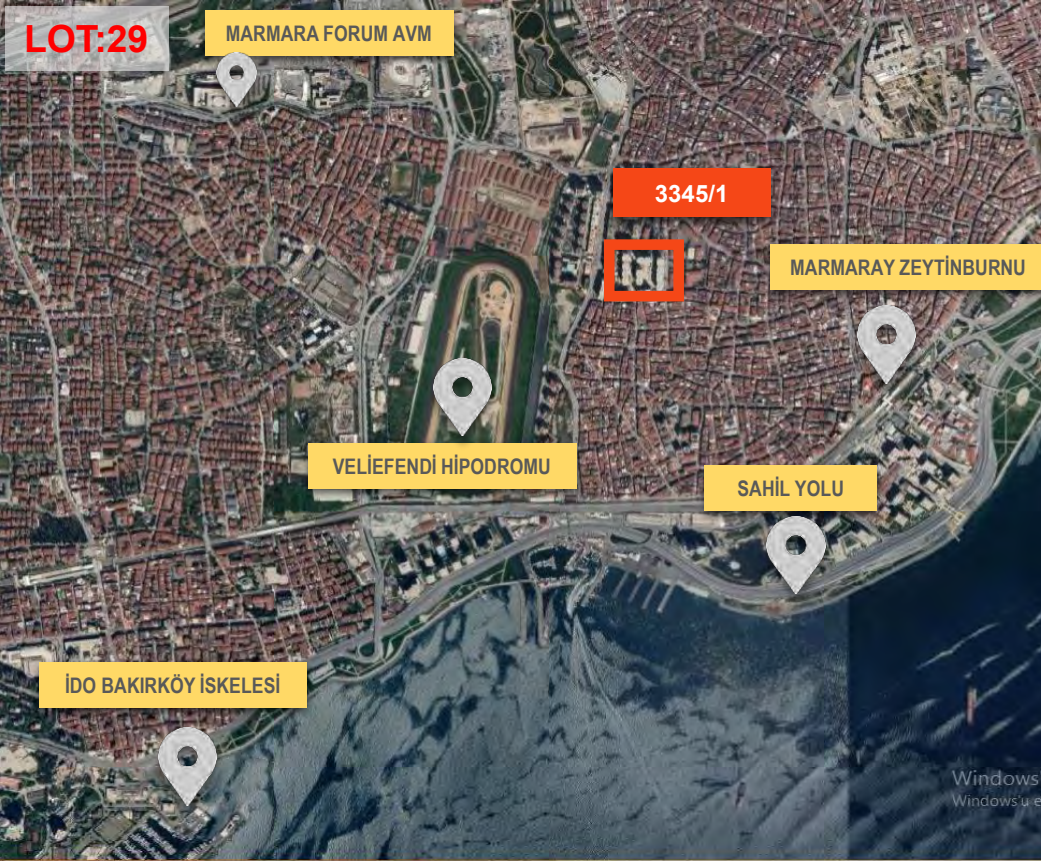 LOT:29
MARMARA FORUM AVM
3345/1
MARMARAY ZEYTİNBURNU
VELİEFENDİ HİPODROMU
SAHİL YOLU
İDO BAKIRKÖY İSKELESİ
Windows
Windows'u e